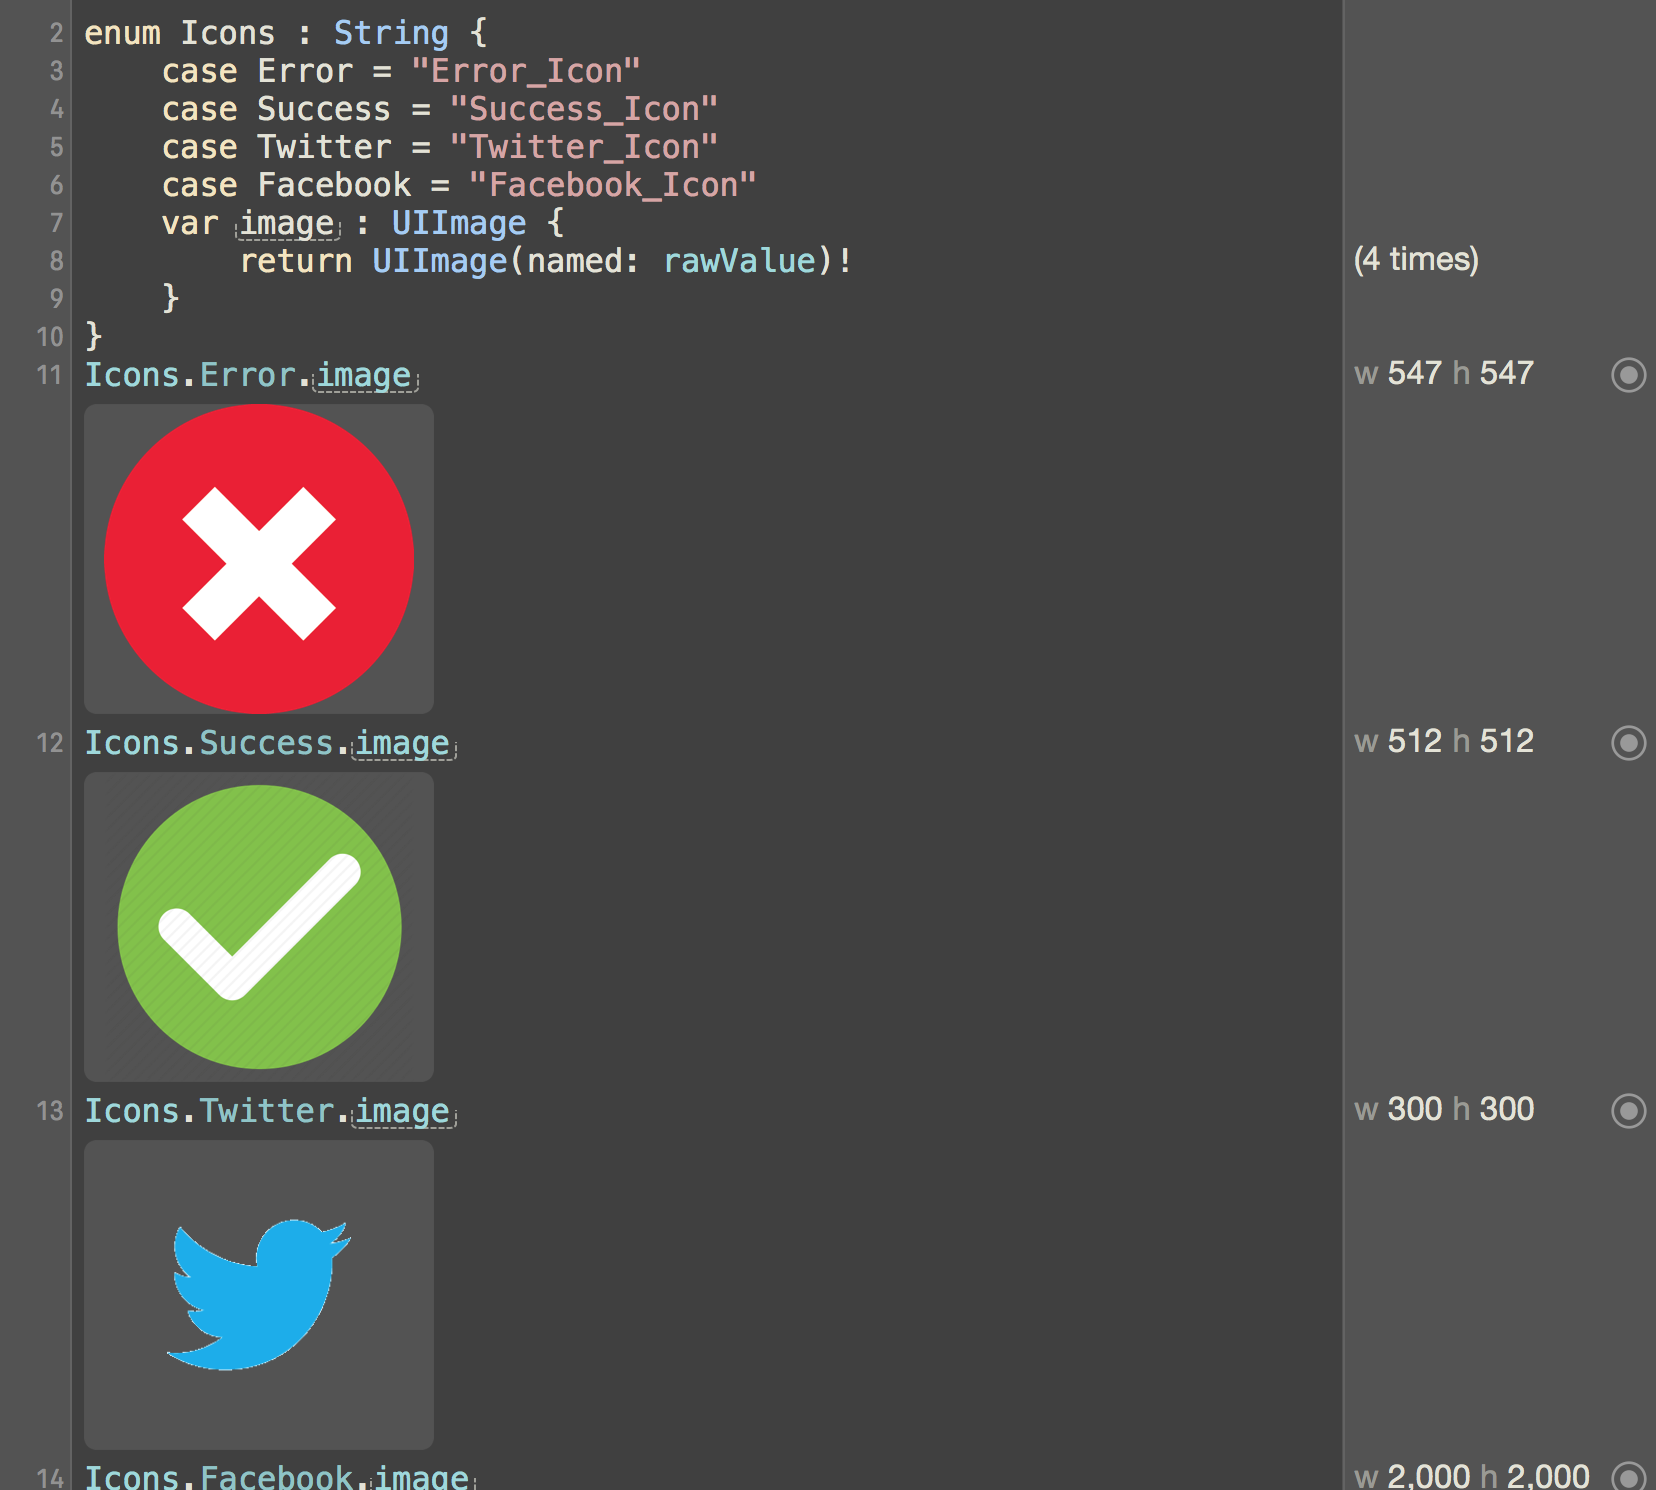 2 enum Icons : String {
3 case Error = "Error_Icon"
4 case Success = "Success_Icon"
5 case Twitter = "Twitter_Icon"
6 case Facebook = "Facebook_Icon"
7 var image : UIImage {
8 return UIImage(named: rawValue)! (4 times)
9 }
10 }
11 Icons.Error.image w 547 h 547
12 Icons.Success.image w 512 h 512
13 Icons.Twitter.image w 300 h 300
14 Icons.Facebook.image w 2,000 h 2,000